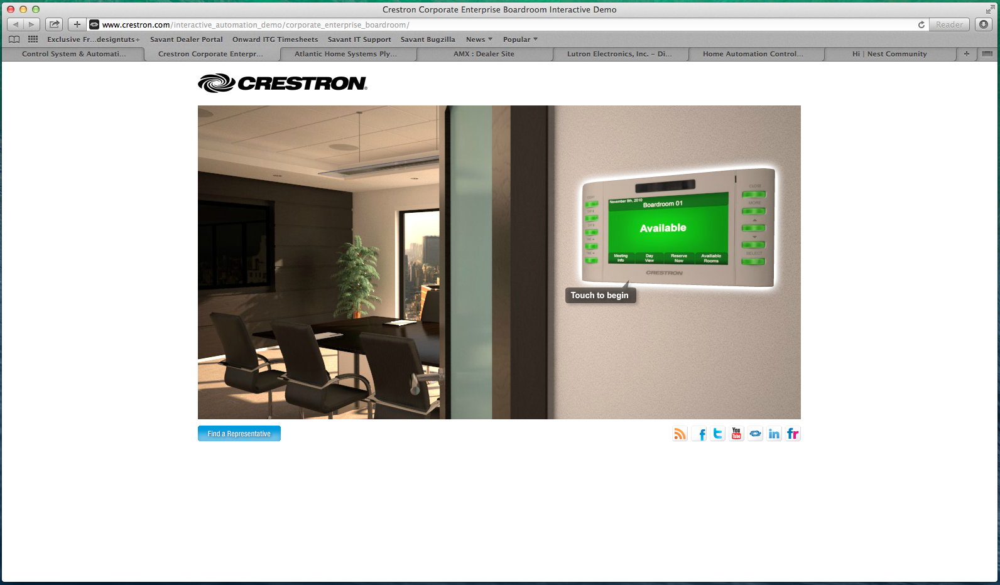 Crestron Corporate Enterprise Boardroom Interactive Demo
www.crestron.com/interactive_automation_demo/corporate_enterprise_boardroom/
Reader
Exclusive Fr...designtuts+
Savant Dealer Portal
Onward ITG Timesheets
Savant IT Support
Savant Bugzilla
News
Popular
Control System & Automati...
Crestron Corporate Enterpr...
Atlantic Home Systems Ply...
AMX : Dealer Site
Lutron Electronics, Inc. – Di...
Home Automation Control...
Hi | Nest Community
CRESTRON
November 8th, 2010
Boardroom 01
Available
Meeting Info
Day View
Reserve Now
Available Rooms
CRESTRON
CLOSE
MORE
SELECT
Touch to begin
Find a Representative
f
t
You Tube
in
fr